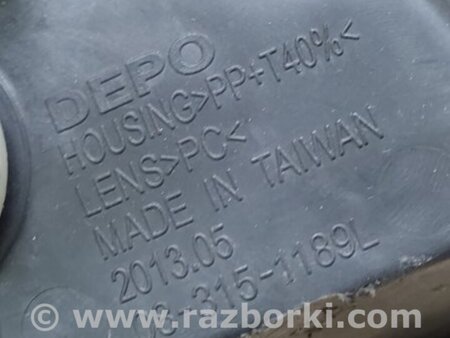 DEPO
HOUSING>PP+T40%<
LENS>PC<
MADE IN TAIWAN
2013.05
-315-1189L
www.razborki.com